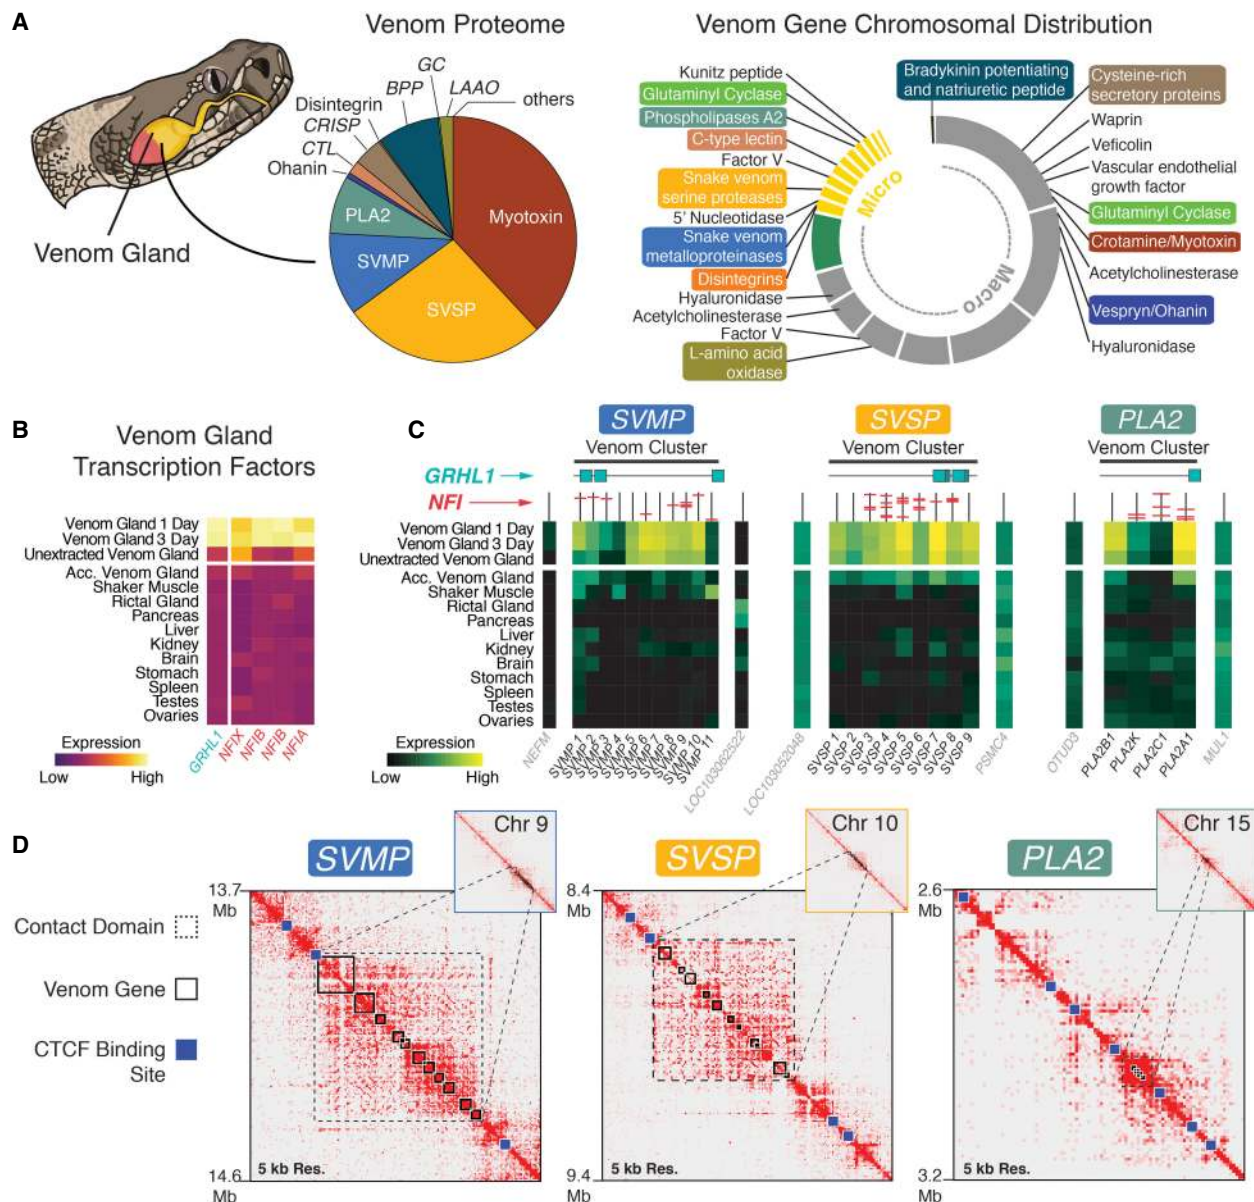 A
Venom Proteome
Venom Gland
GC
BPP
LAAO
others
Disintegrin
CRISP
CTL
Ohanin
PLA2
SVMP
SVSP
Myotoxin
Venom Gene Chromosomal Distribution
Kunitz peptide
Glutaminyl Cyclase
Phospholipases A2
C-type lectin
Factor V
Snake venom
serine proteases
5' Nucleotidase
Snake venom
metalloproteinases
Disintegrins
Hyaluronidase
Acetylcholinesterase
Factor V
L-amino acid
oxidase
Micro
Macro
Bradykinin potentiating
and natriuretic peptide
Cysteine-rich
secretory proteins
Waprin
Veficolin
Vascular endothelial
growth factor
Glutaminyl Cyclase
Crotamine/Myotoxin
Acetylcholinesterase
Vespryn/Ohanin
Hyaluronidase
B
Venom Gland
Transcription Factors
Venom Gland 1 Day
Venom Gland 3 Day
Unextracted Venom Gland
Acc. Venom Gland
Shaker Muscle
Rictal Gland
Pancreas
Liver
Kidney
Brain
Stomach
Spleen
Testes
Ovaries
Expression
Low
High
GRHL1
NFIX
NFIB
NFIB
NFIA
C
SVMP
Venom Cluster
SVSP
Venom Cluster
PLA2
Venom Cluster
GRHL1
NFI
Venom Gland 1 Day
Venom Gland 3 Day
Unextracted Venom Gland
Acc. Venom Gland
Shaker Muscle
Rictal Gland
Pancreas
Liver
Kidney
Brain
Stomach
Spleen
Testes
Ovaries
Expression
Low
High
NEFM
SVMP 1
SVMP 2
SVMP 3
SVMP 4
SVMP 5
SVMP 6
SVMP 7
SVMP 8
SVMP 9
SVMP 10
SVMP 11
LOC103062522
LOC103052048
SVSP 1
SVSP 2
SVSP 3
SVSP 4
SVSP 5
SVSP 6
SVSP 7
SVSP 8
SVSP 9
PSMC4
OTUD3
PLA2B1
PLA2K
PLA2C1
PLA2A1
MUL1
D
Contact Domain
Venom Gene
CTCF Binding
Site
SVMP
Chr 9
13.7
Mb
14.6
Mb
5 kb Res.
SVSP
Chr 10
8.4
Mb
9.4
Mb
5 kb Res.
PLA2
Chr 15
2.6
Mb
3.2
Mb
5 kb Res.